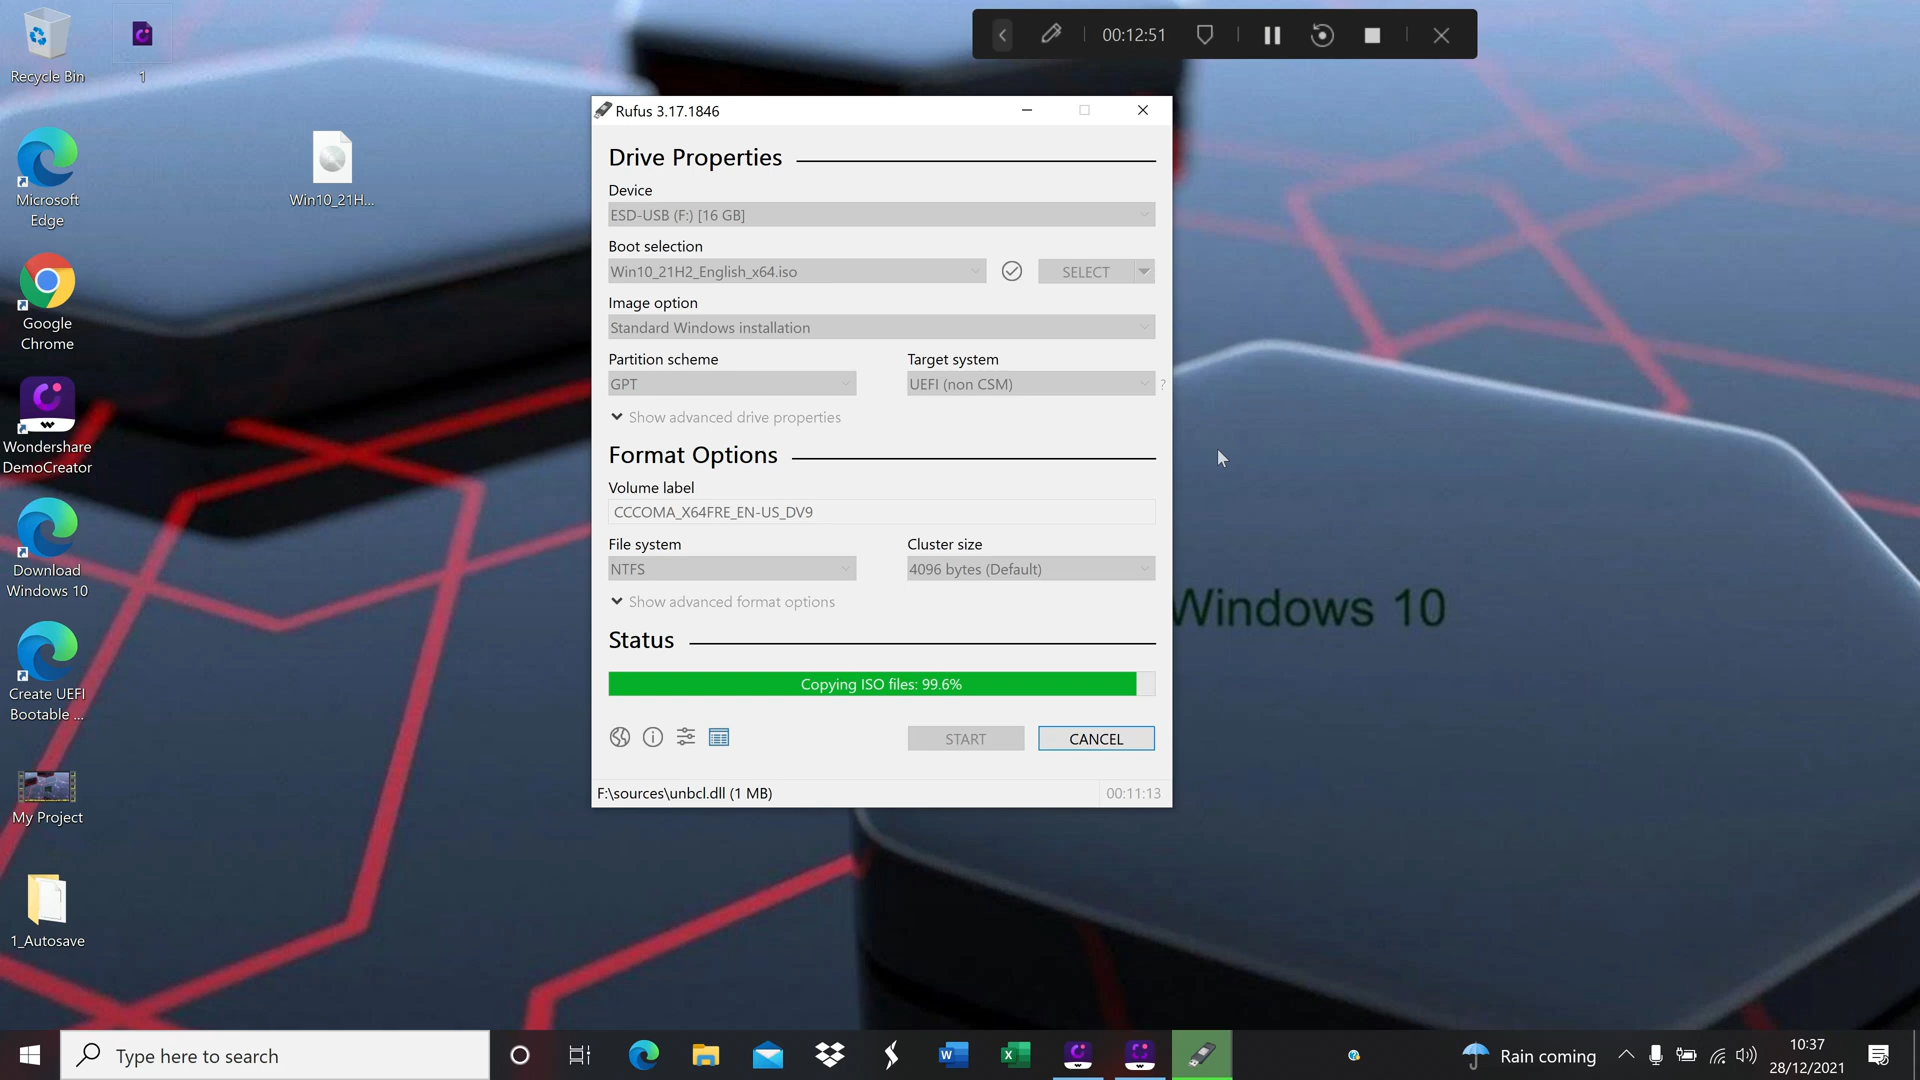 Recycle Bin
1
00:12:51
Microsoft
Edge
Win10_21H...
Google
Chrome
Wondershare
DemoCreator
Download
Windows 10
Create UEFI
Bootable ...
My Project
1_Autosave
Rufus 3.17.1846
Drive Properties
Device
ESD-USB (F:) [16 GB]
Boot selection
Win10_21H2_English_x64.iso
SELECT
Image option
Standard Windows installation
Partition scheme
Target system
GPT
UEFI (non CSM)
?
Show advanced drive properties
Format Options
Volume label
CCCOMA_X64FRE_EN-US_DV9
File system
Cluster size
NTFS
4096 bytes (Default)
Show advanced format options
Status
Copying ISO files: 99.6%
START
CANCEL
F:\sources\unbcl.dll (1 MB)
00:11:13
Windows 10
Type here to search
Rain coming
10:37
28/12/2021